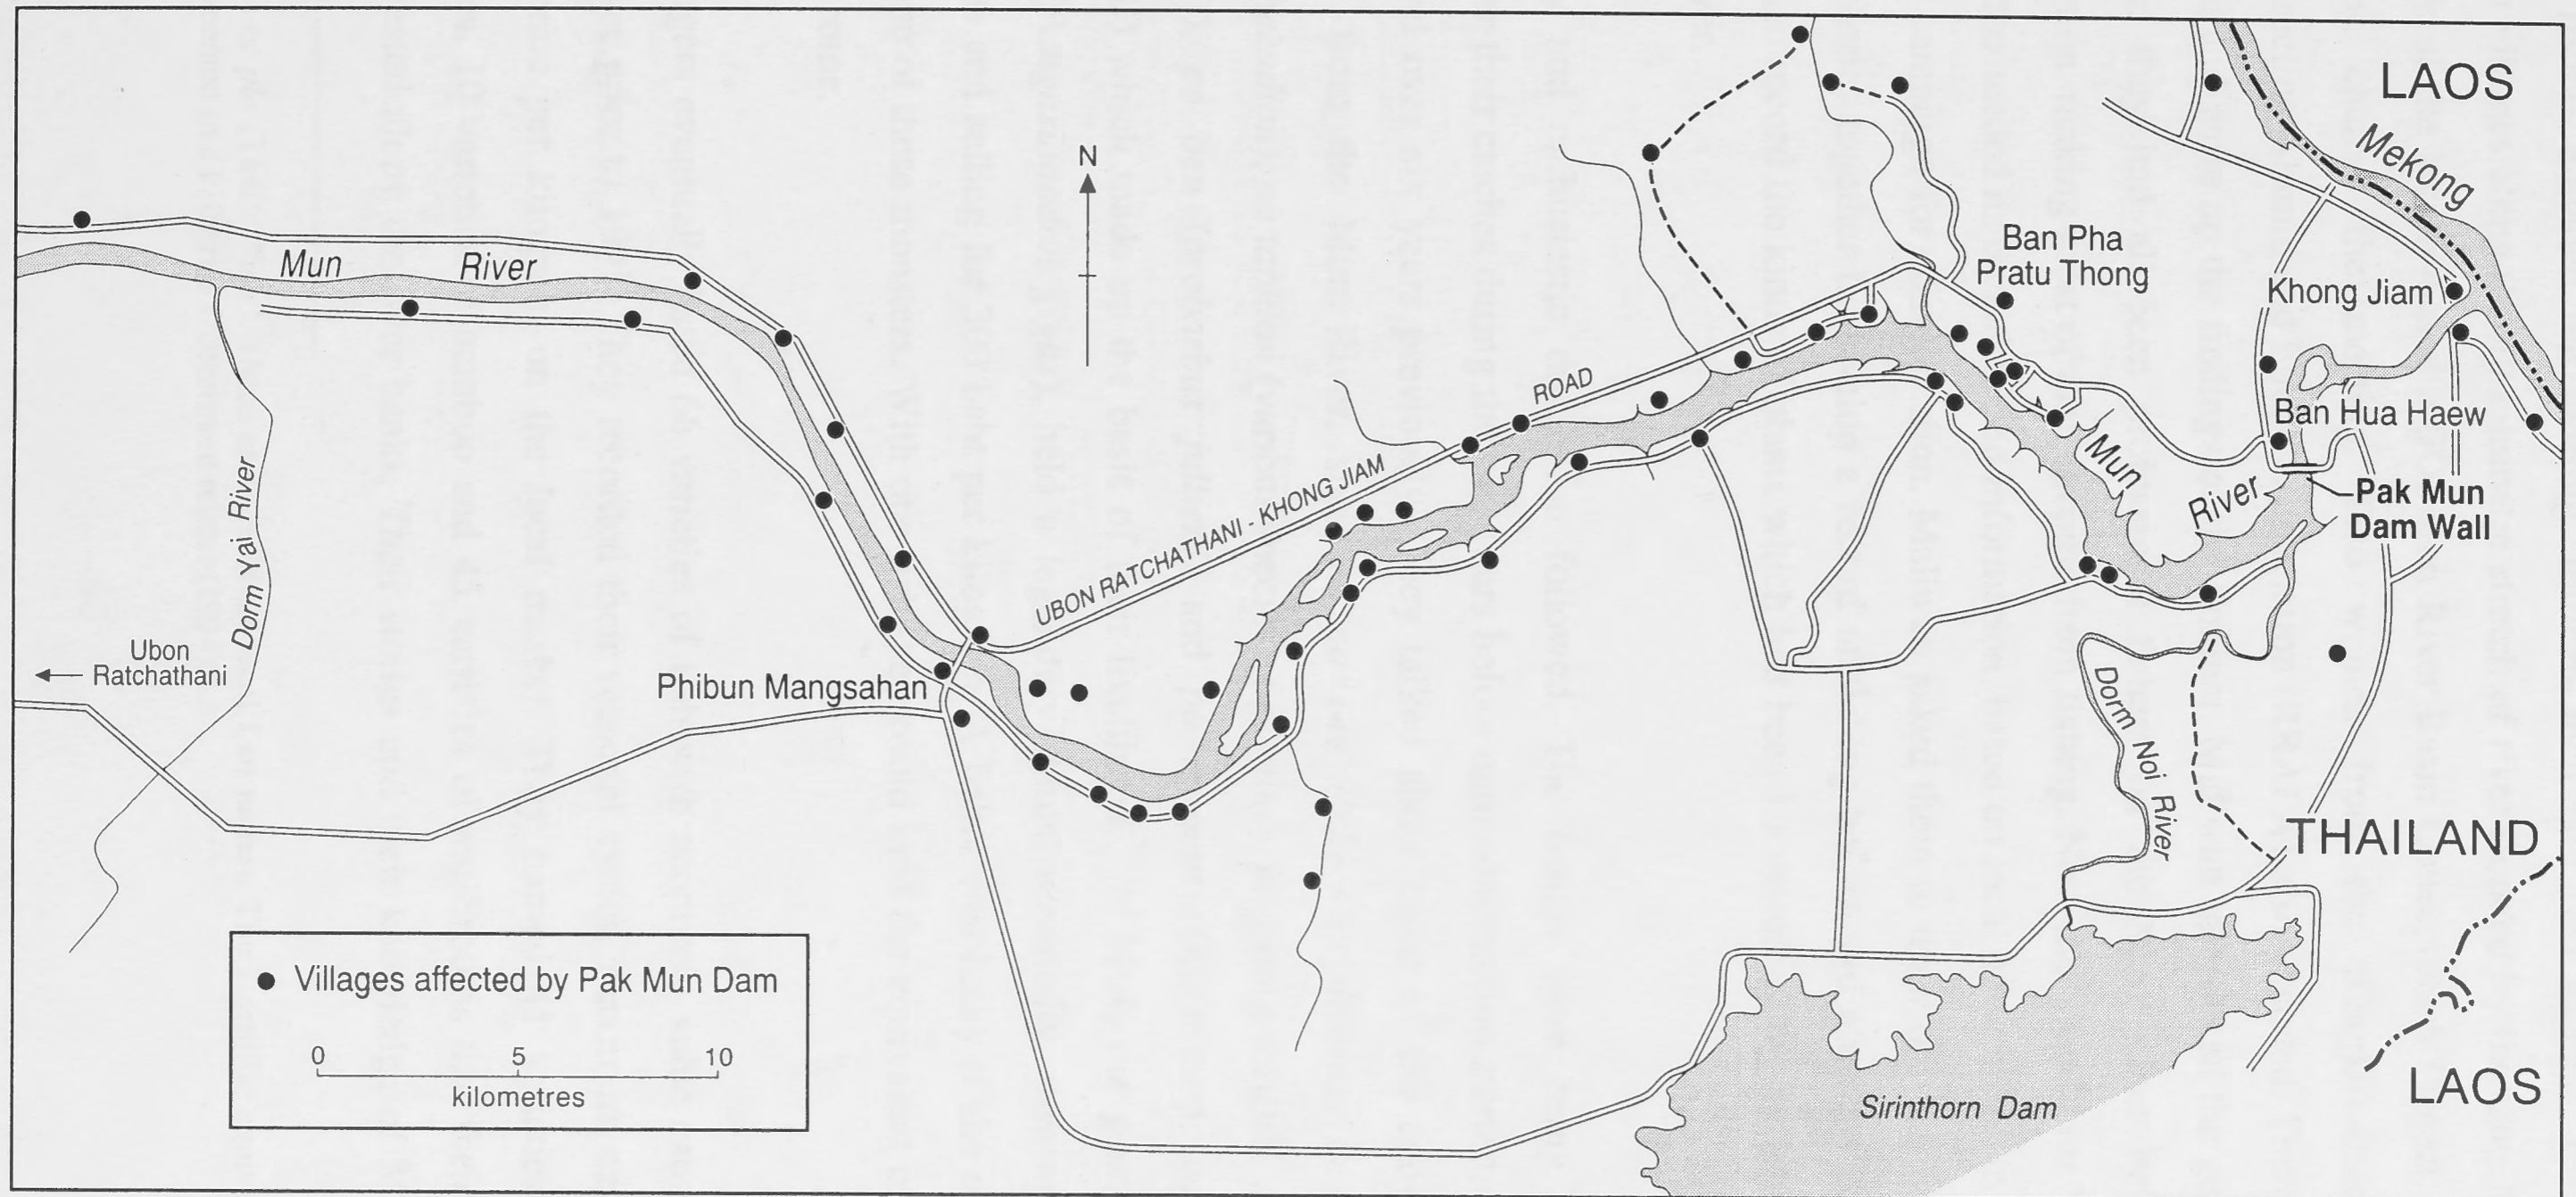 LAOS
Mekong
N
Ban Pha
Pratu Thong
Mun River
Khong Jiam
ROAD
Ban Hua Haew
UBON RATCHATHANI - KHONG JIAM
Mun
River
Pak Mun
Dam Wall
Dorm Yai River
Ubon
Ratchathani
Phibun Mangsahan
Dorm Noi River
THAILAND
Villages affected by Pak Mun Dam
0 5 10
kilometres
LAOS
Sirinthorn Dam